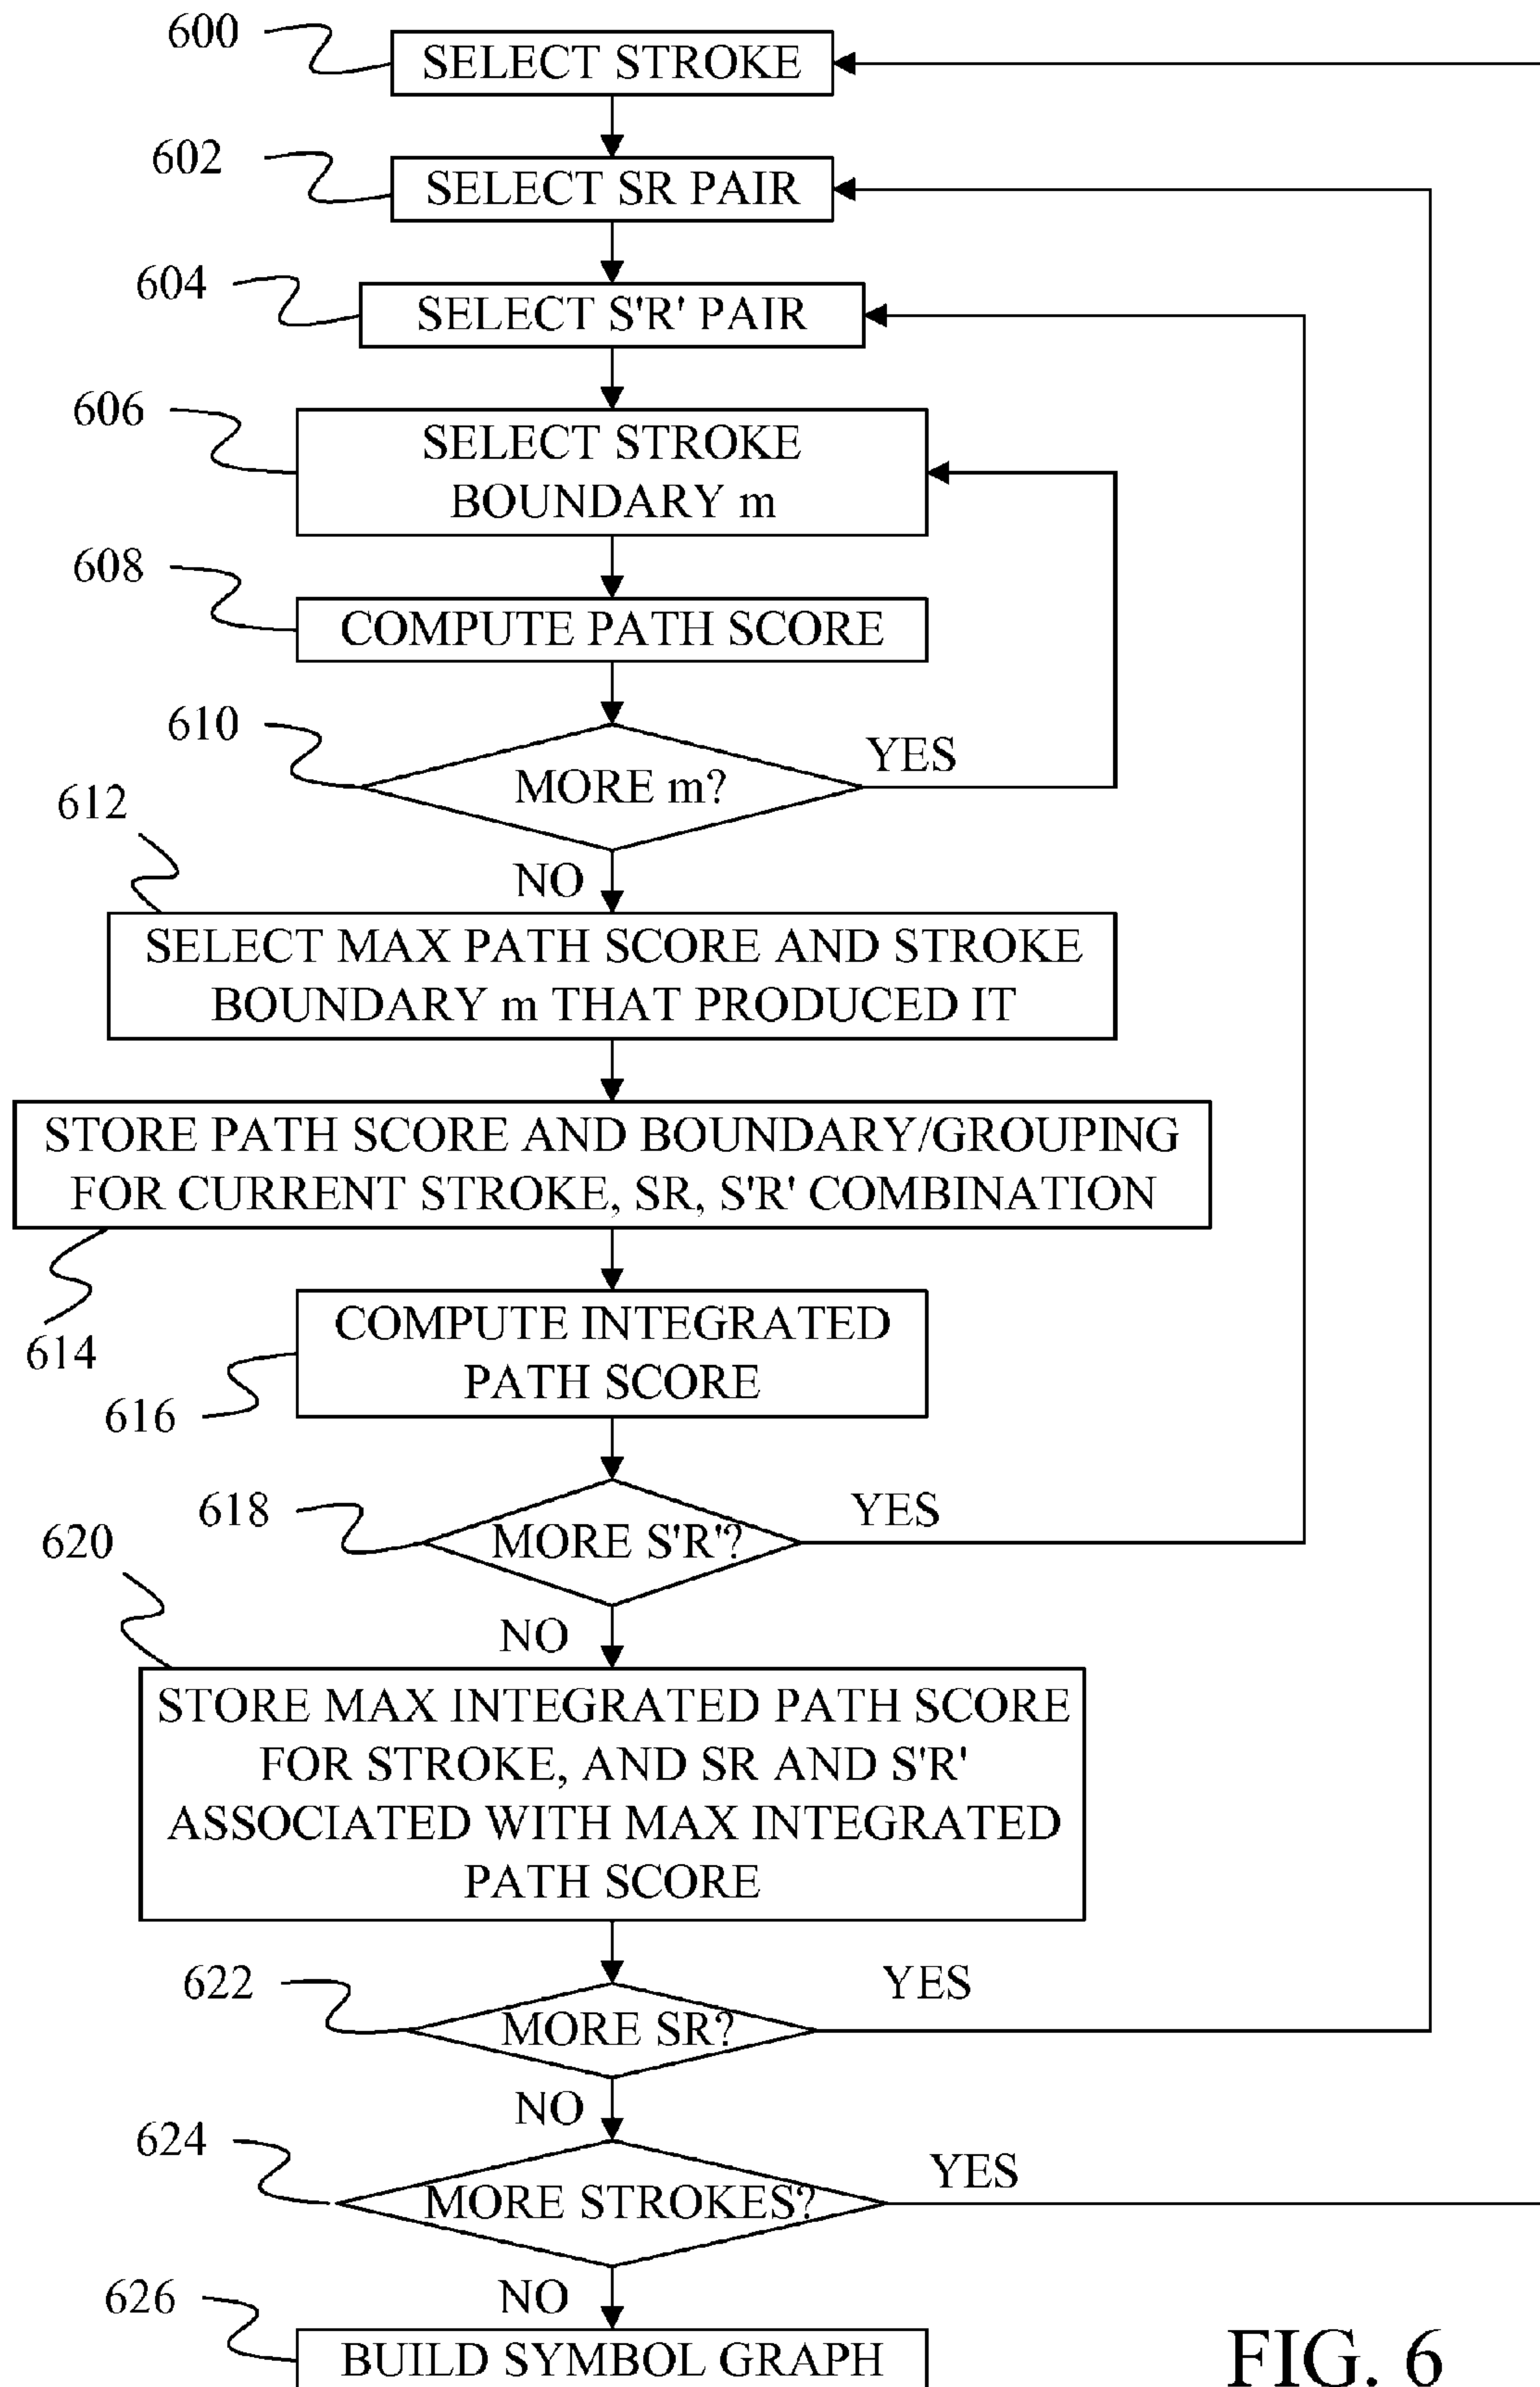 600
SELECT STROKE
602
SELECT SR PAIR
604
SELECT S'R' PAIR
606
SELECT STROKE
BOUNDARY m
608
COMPUTE PATH SCORE
610
MORE m?
YES
612
NO
SELECT MAX PATH SCORE AND STROKE
BOUNDARY m THAT PRODUCED IT
STORE PATH SCORE AND BOUNDARY/GROUPING
FOR CURRENT STROKE, SR, S'R' COMBINATION
614
COMPUTE INTEGRATED
PATH SCORE
616
618
MORE S'R'?
YES
620
NO
STORE MAX INTEGRATED PATH SCORE
FOR STROKE, AND SR AND S'R'
ASSOCIATED WITH MAX INTEGRATED
PATH SCORE
622
MORE SR?
YES
NO
624
MORE STROKES?
YES
NO
626
BUILD SYMBOL GRAPH
FIG. 6